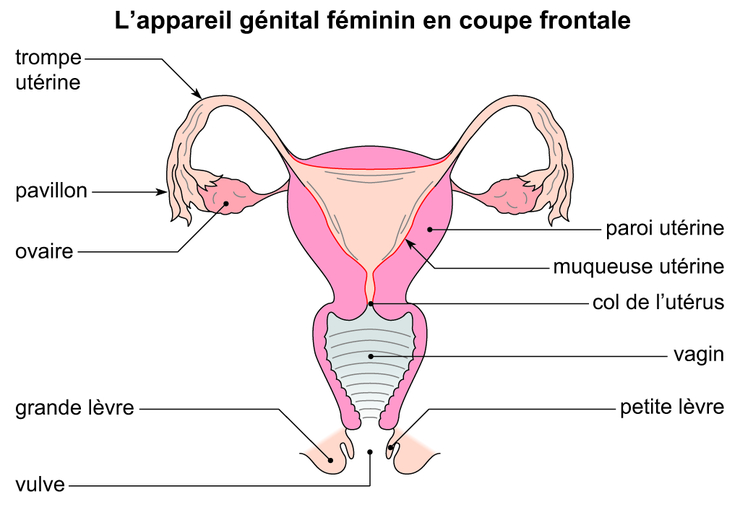 L’appareil génital féminin en coupe frontale
trompe
utérine
pavillon
ovaire
paroi utérine
muqueuse utérine
col de l’utérus
vagin
grande lèvre
petite lèvre
vulve